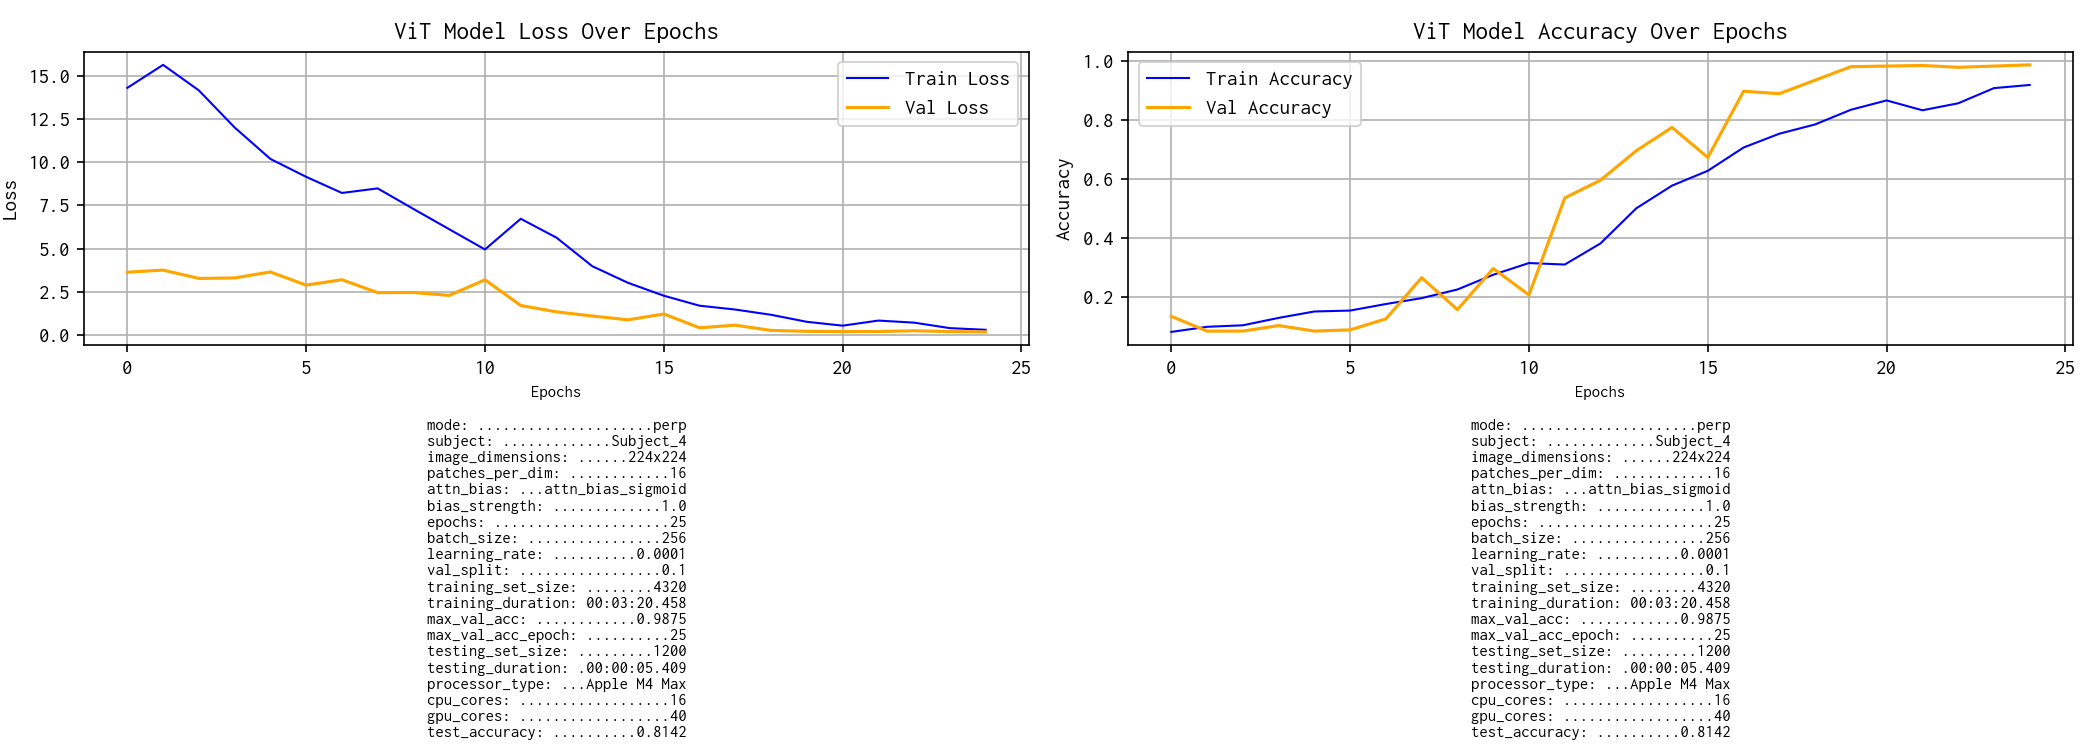 ViT Model Loss Over Epochs
Loss
15.0
12.5
10.0
7.5
5.0
2.5
0.0
Train Loss
Val Loss
0 5 10 15 20 25
Epochs
mode: .....................perp
subject: .............Subject_4
image_dimensions: ......224x224
patches_per_dim: ............16
attn_bias: ...attn_bias_sigmoid
bias_strength: .............1.0
epochs: .....................25
batch_size: ................256
learning_rate: ..........0.0001
val_split: .................0.1
training_set_size: ........4320
training_duration: 00:03:20.458
max_val_acc: ............0.9875
max_val_acc_epoch: ..........25
testing_set_size: .........1200
testing_duration: .00:00:05.409
processor_type: ...Apple M4 Max
cpu_cores: ..................16
gpu_cores: ..................40
test_accuracy: ..........0.8142
ViT Model Accuracy Over Epochs
Accuracy
1.0
0.8
0.6
0.4
0.2
Train Accuracy
Val Accuracy
0 5 10 15 20 25
Epochs
mode: .....................perp
subject: .............Subject_4
image_dimensions: ......224x224
patches_per_dim: ............16
attn_bias: ...attn_bias_sigmoid
bias_strength: .............1.0
epochs: .....................25
batch_size: ................256
learning_rate: ..........0.0001
val_split: .................0.1
training_set_size: ........4320
training_duration: 00:03:20.458
max_val_acc: ............0.9875
max_val_acc_epoch: ..........25
testing_set_size: .........1200
testing_duration: .00:00:05.409
processor_type: ...Apple M4 Max
cpu_cores: ..................16
gpu_cores: ..................40
test_accuracy: ..........0.8142